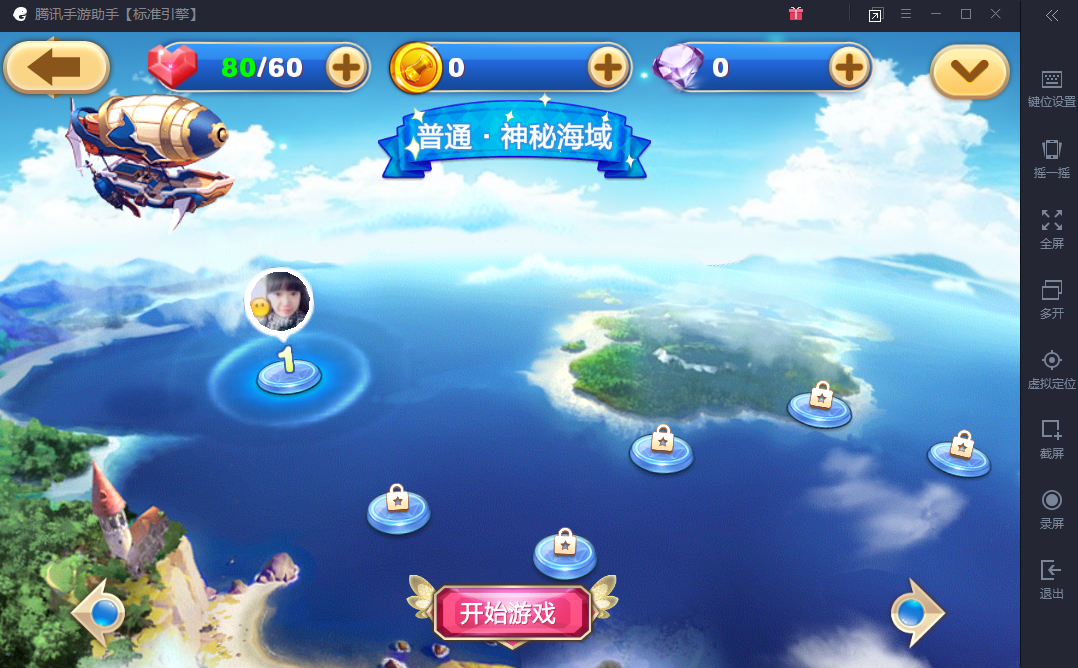 腾讯手游助手【标准引擎】
80/60
0
0
普通·神秘海域
1
开始游戏
键位设置
摇一摇
全屏
多开
虚拟定位
截屏
录屏
退出